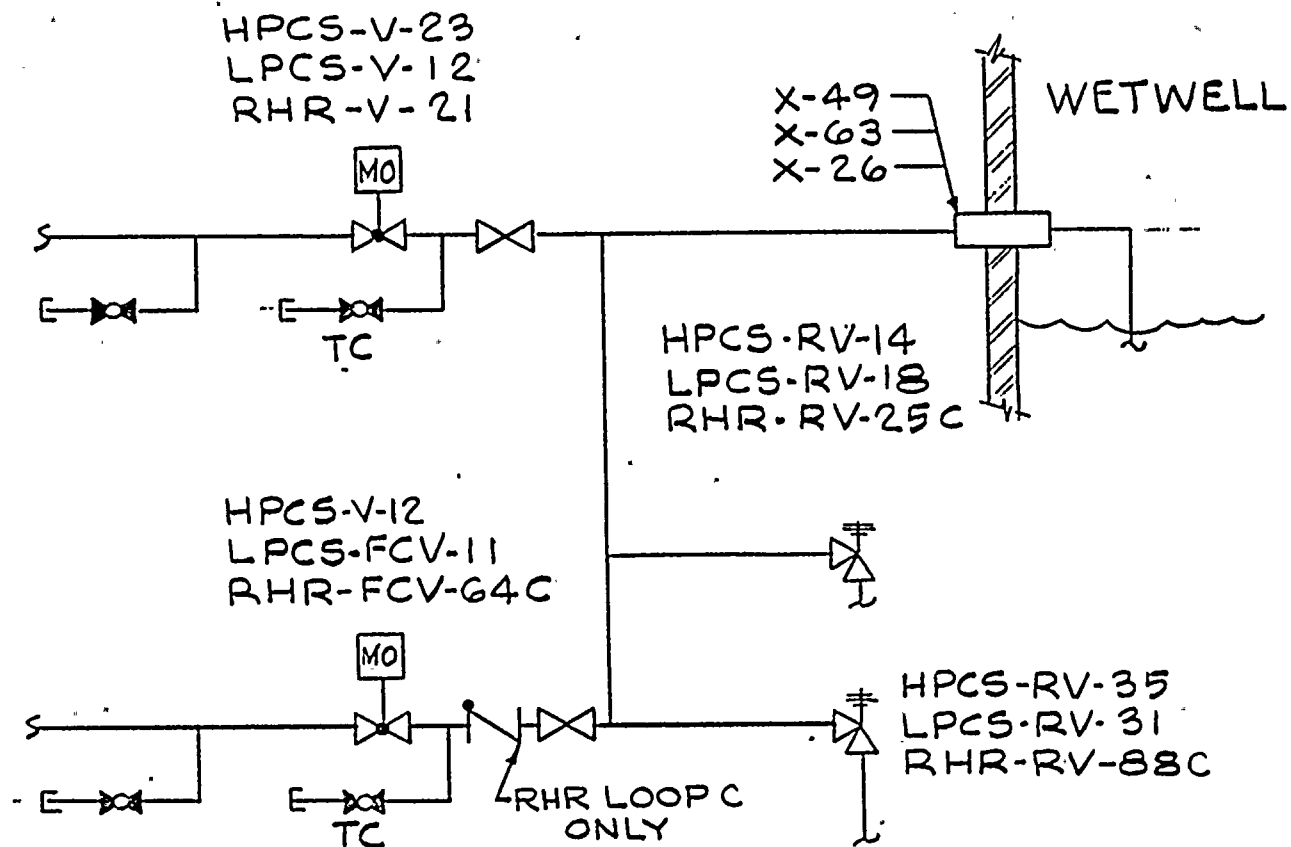 HPCS-V-23
LPCS-V-12
RHR-V-21
MO
TC
X-49
X-63
X-26
WETWELL
HPCS-RV-14
LPCS-RV-18
RHR-RV-25C
HPCS-V-12
LPCS-FCV-11
RHR-FCV-64C
MO
TC
RHR LOOP C
ONLY
HPCS-RV-35
LPCS-RV-31
RHR-RV-88C